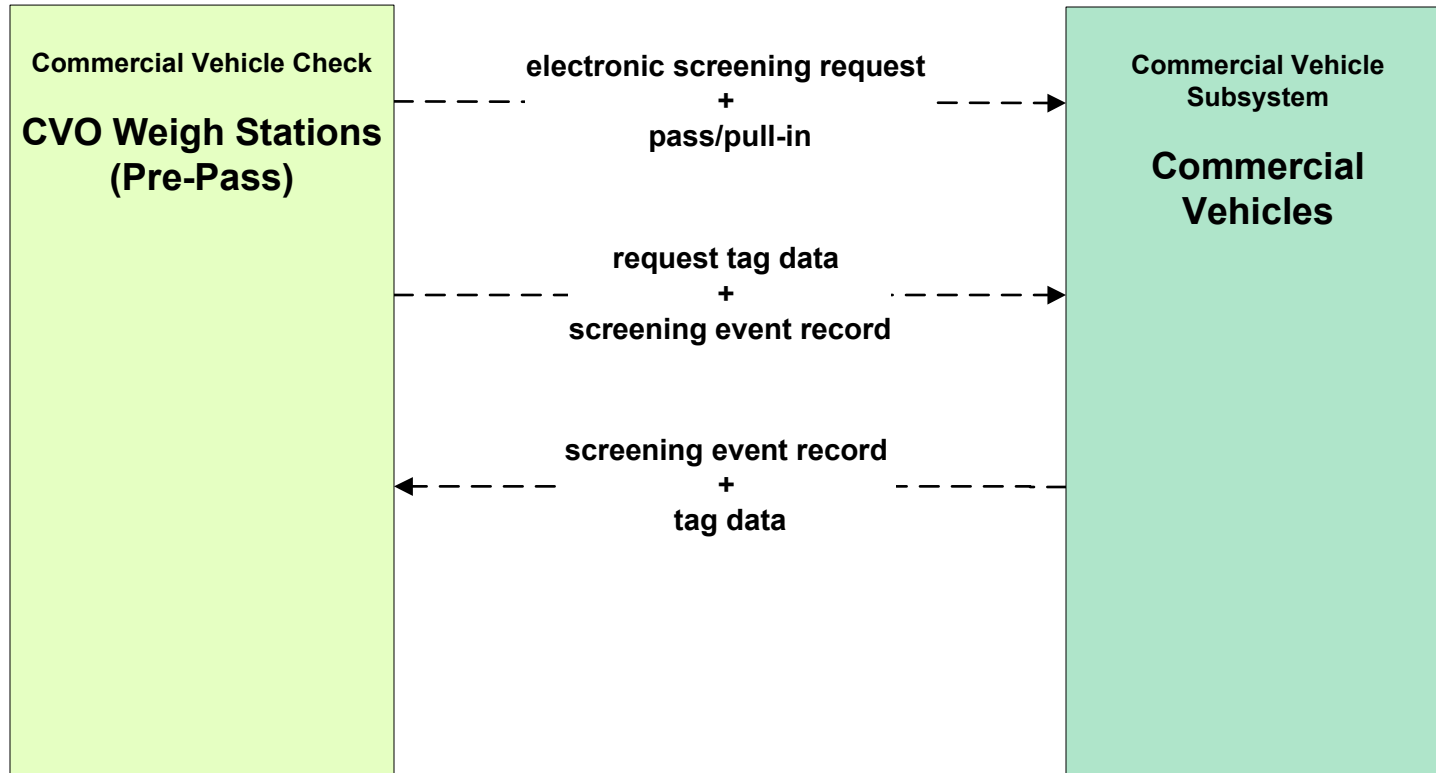 Commercial Vehicle Check
CVO Weigh Stations
(Pre-Pass)
electronic screening request
+
pass/pull-in
request tag data
+
screening event record
screening event record
+
tag data
Commercial Vehicle
Subsystem
Commercial
Vehicles